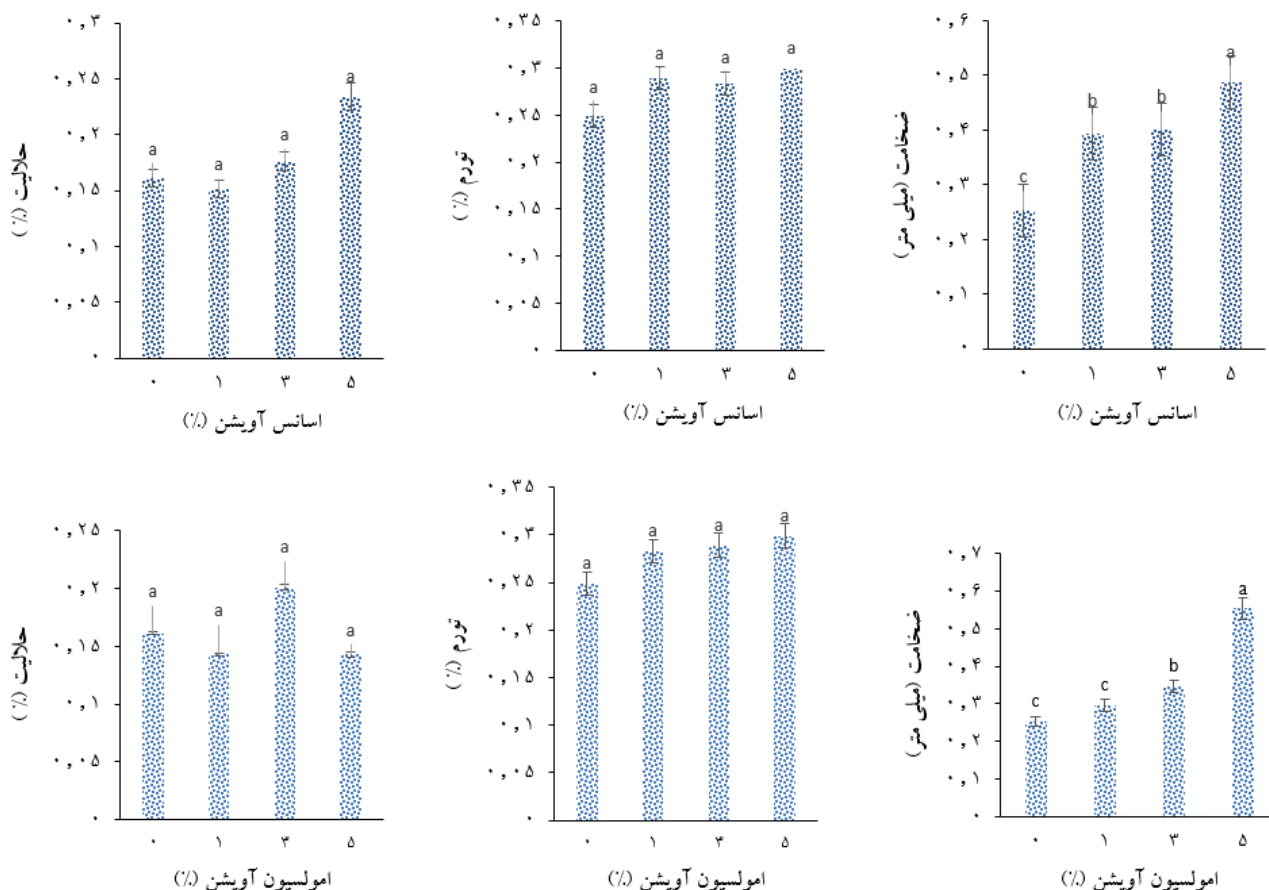 حلالیت (٪)
۰,۳
۰,۲۵
۰,۲
۰,۱۵
۰,۱
۰,۰۵
۰
a
a
a
a
۰ ۱ ۳ ۵
اسانس آویشن (٪)
تورم (٪)
۰,۳۵
۰,۳
۰,۲۵
۰,۲
۰,۱۵
۰,۱
۰,۰۵
۰
a
a
a
a
۰ ۱ ۳ ۵
اسانس آویشن (٪)
ضخامت (میلی متر)
۰,۶
۰,۵
۰,۴
۰,۳
۰,۲
۰,۱
۰
c
b
b
a
۰ ۱ ۳ ۵
اسانس آویشن (٪)
حلالیت (٪)
۰,۲۵
۰,۲
۰,۱۵
۰,۱
۰,۰۵
۰
a
a
a
a
۰ ۱ ۳ ۵
امولسیون آویشن (٪)
تورم (٪)
۰,۳۵
۰,۳
۰,۲۵
۰,۲
۰,۱۵
۰,۱
۰,۰۵
۰
a
a
a
a
۰ ۱ ۳ ۵
امولسیون آویشن (٪)
ضخامت (میلی متر)
۰,۷
۰,۶
۰,۵
۰,۴
۰,۳
۰,۲
۰,۱
۰
c
c
b
a
۰ ۱ ۳ ۵
امولسیون آویشن (٪)